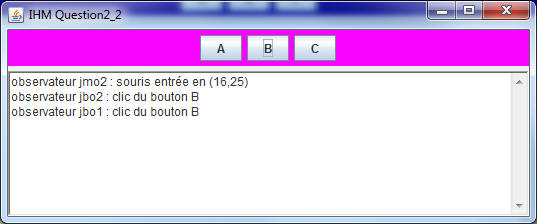 IHM Question2_2
A B C
observateur jmo2 : souris entrée en (16,25)
observateur jbo2 : clic du bouton B
observateur jbo1 : clic du bouton B